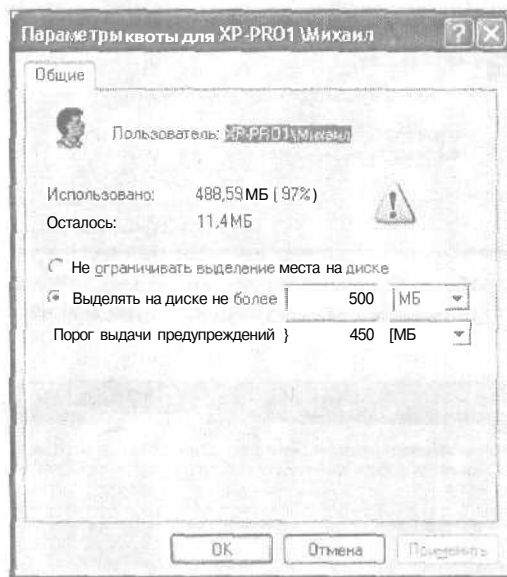 Параметры квоты для XP-PRO1\Михаил
Общие
Пользователь: XP-PRO1\Михаил
Использовано: 488,59 МБ ( 97%)
Осталось: 11,4 МБ
Не ограничивать выделение места на диске
Выделять на диске не более 500 МБ
Порог выдачи предупреждений } 450 [МБ
OK Отмена Применить